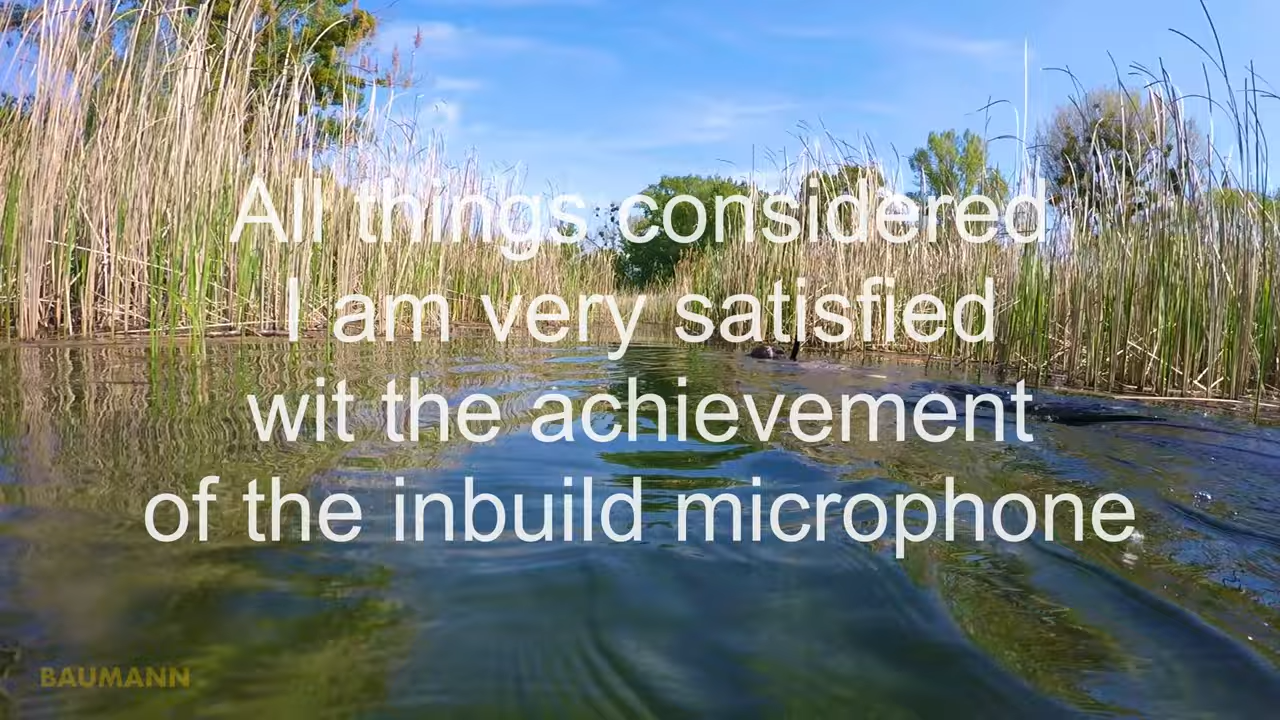 All things considered
I am very satisfied
wit the achievement
of the inbuild microphone
BAUMANN